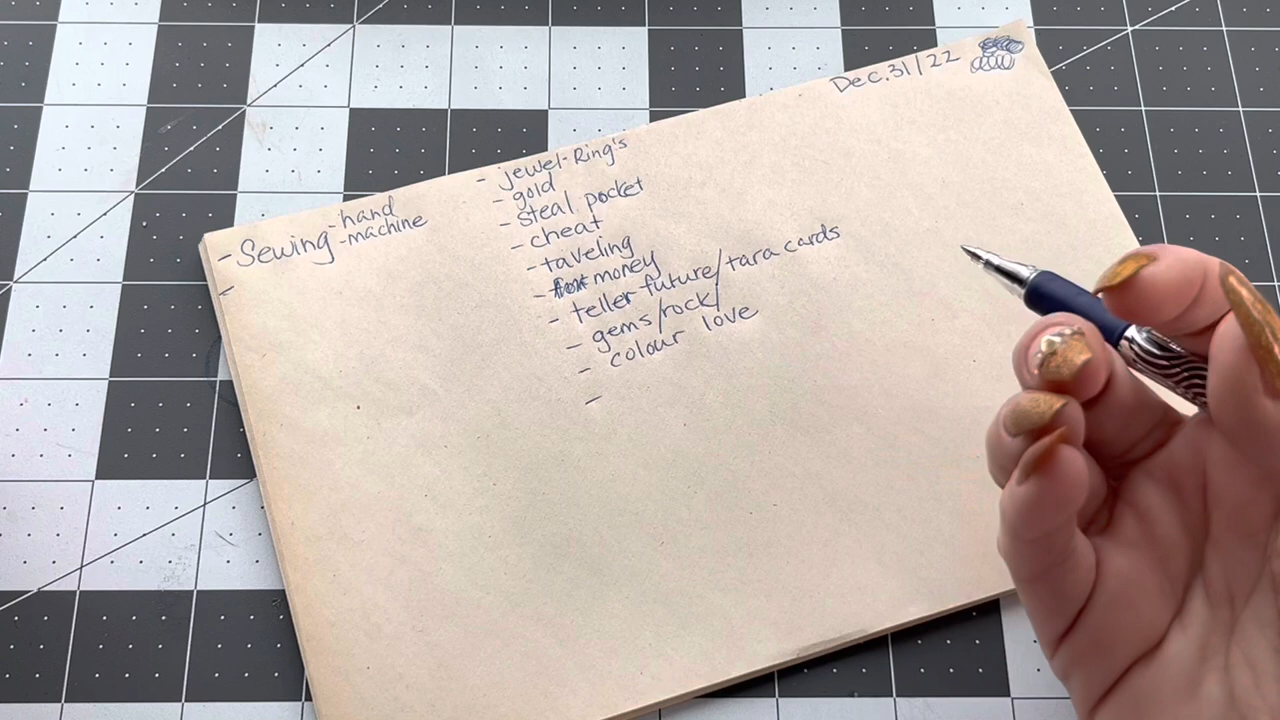 Dec. 31/22
- Sewing - hand
- machine
-
- jewel-Ring's
- gold
- steal pocket
- cheat
- taveling
- money
- teller future/tara cards
- gems/rock/
- colour love
-